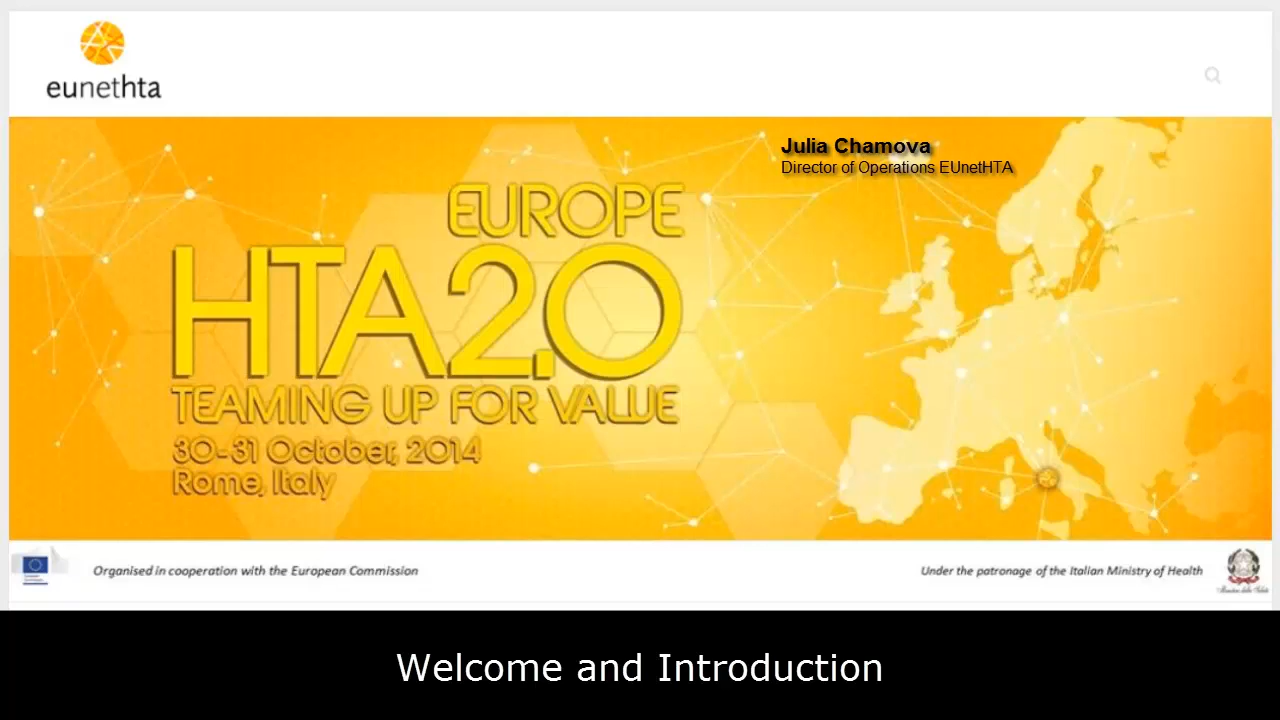 eunethta
Julia Chamova
Director of Operations EUnetHTA
EUROPE
HTA 2.0
TEAMING UP FOR VALUE
30-31 October, 2014
Rome, Italy
Organised in cooperation with the European Commission
Under the patronage of the Italian Ministry of Health
Welcome and Introduction